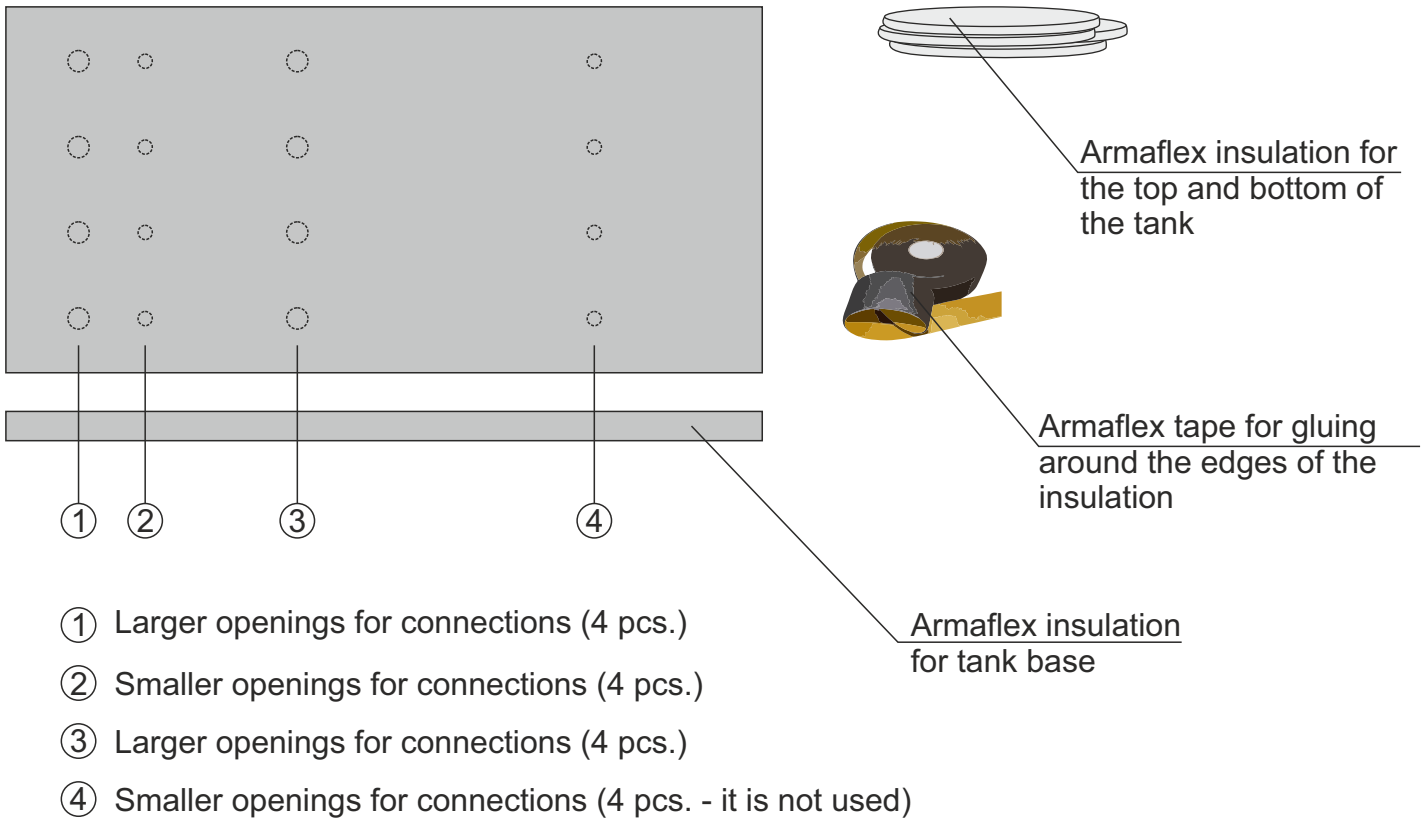 Armaflex insulation for
the top and bottom of
the tank
Armaflex tape for gluing
around the edges of the
insulation
1 2 3 4
Armaflex insulation
for tank base
1 Larger openings for connections (4 pcs.)
2 Smaller openings for connections (4 pcs.)
3 Larger openings for connections (4 pcs.)
4 Smaller openings for connections (4 pcs. - it is not used)